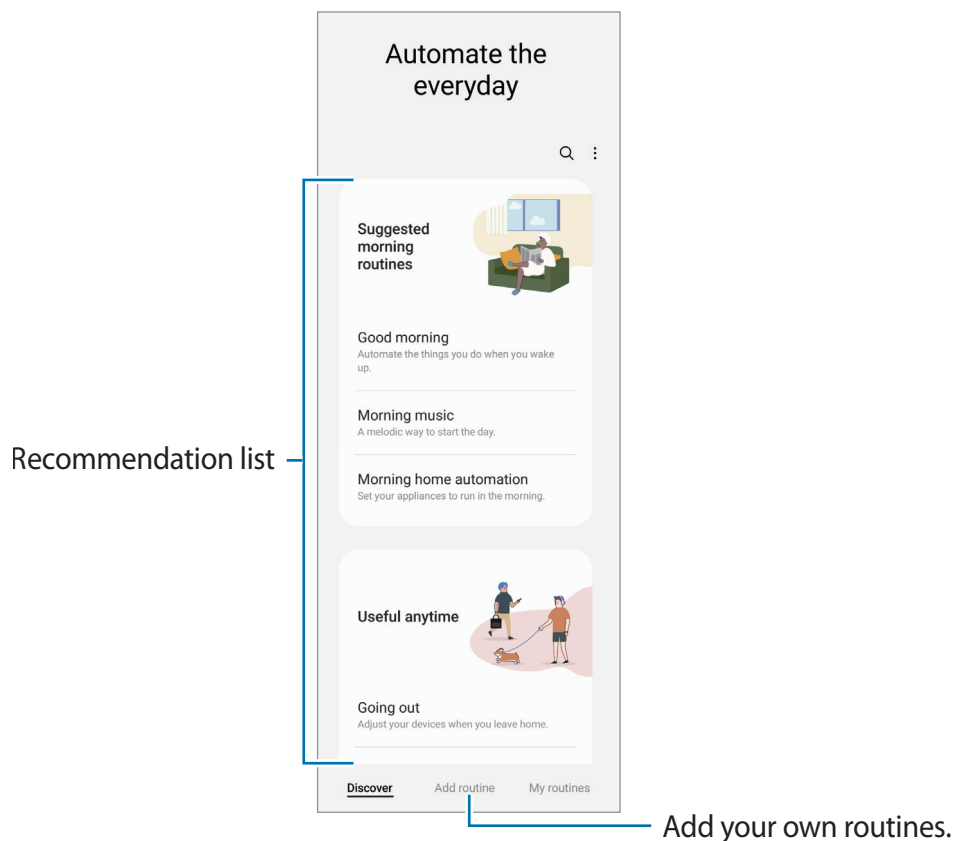 Automate the
everyday
Suggested
morning
routines
Good morning
Automate the things you do when you wake
up.
Morning music
A melodic way to start the day.
Recommendation list
Morning home automation
Set your appliances to run in the morning.
Useful anytime
Going out
Adjust your devices when you leave home.
Discover Add routine My routines
Add your own routines.